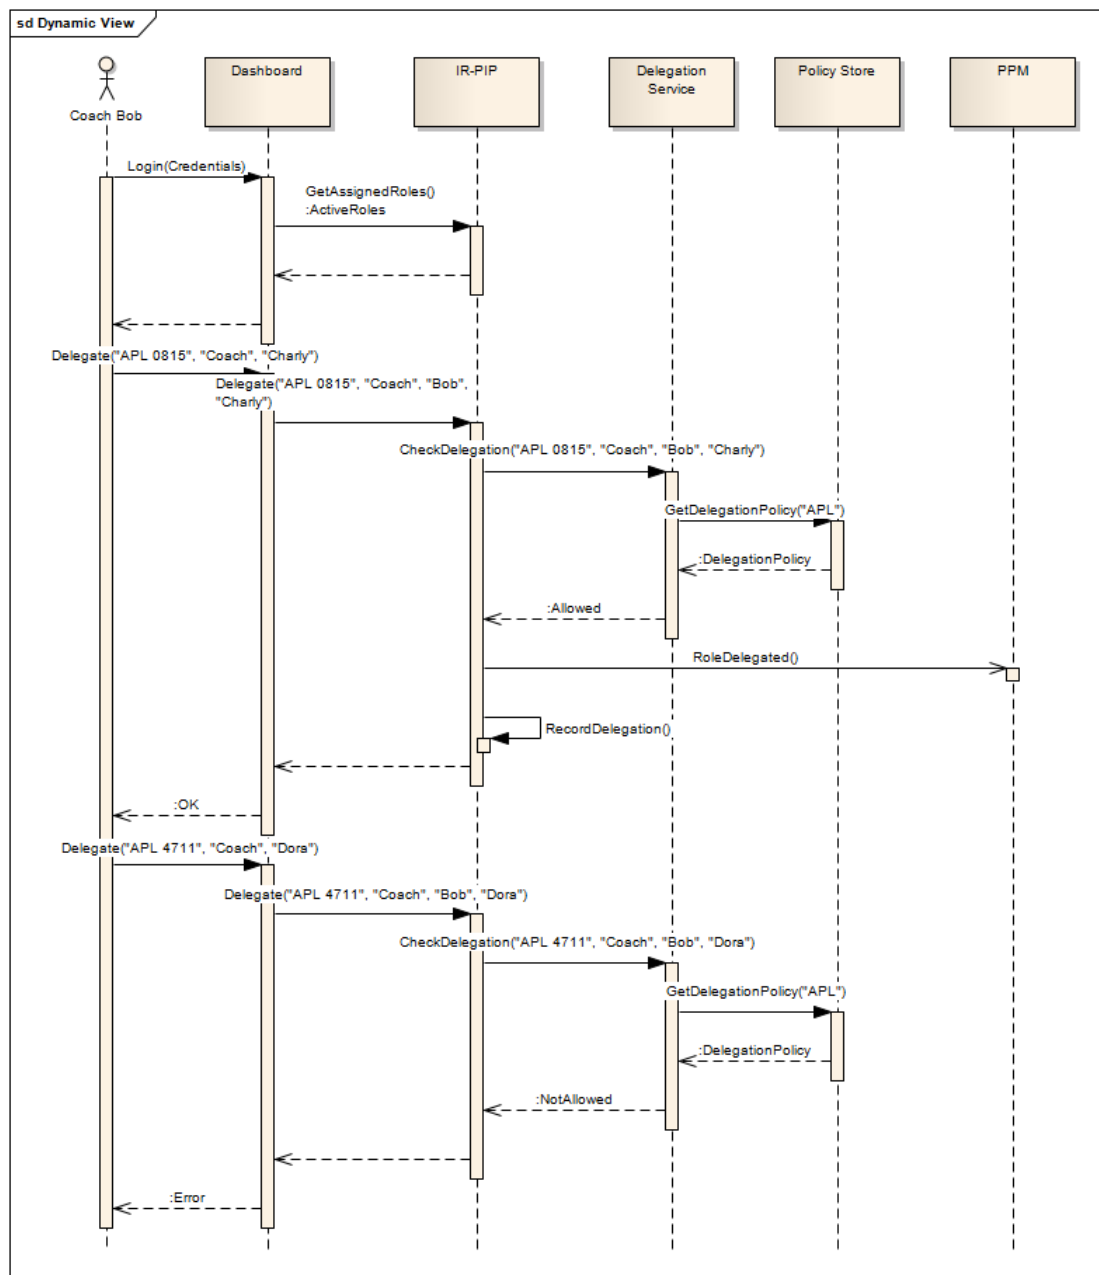 sd Dynamic View
Coach Bob
Dashboard
IR-PIP
Delegation
Service
Policy Store
PPM
Login(Credentials)
GetAssignedRoles()
:ActiveRoles
Delegate("APL 0815", "Coach", "Charly")
Delegate("APL 0815", "Coach", "Bob",
"Charly")
CheckDelegation("APL 0815", "Coach", "Bob", "Charly")
GetDelegationPolicy("APL")
:DelegationPolicy
:Allowed
RoleDelegated()
RecordDelegation()
:OK
Delegate("APL 4711", "Coach", "Dora")
Delegate("APL 4711", "Coach", "Bob", "Dora")
CheckDelegation("APL 4711", "Coach", "Bob", "Dora")
GetDelegationPolicy("APL")
:DelegationPolicy
:NotAllowed
:Error